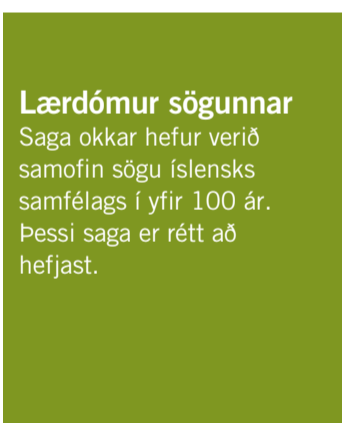 Lærdómur sögunnar
Saga okkar hefur verið
samofin sögu íslensks
samfélags í yfir 100 ár.
Þessi saga er rétt að
hefjast.